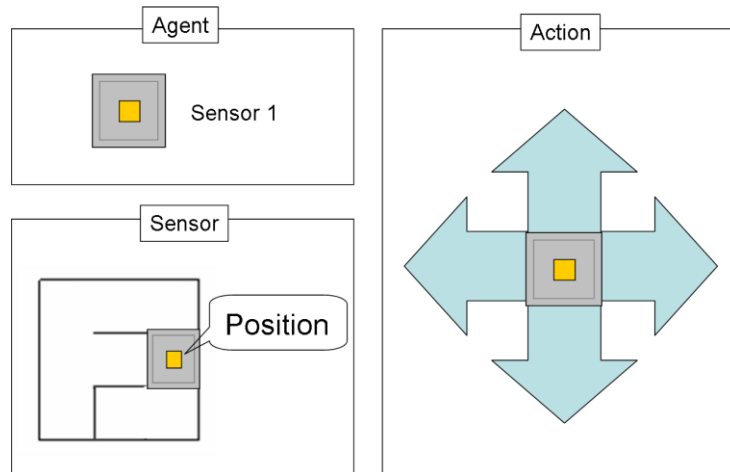 Agent
Sensor 1
Sensor
Position
Action